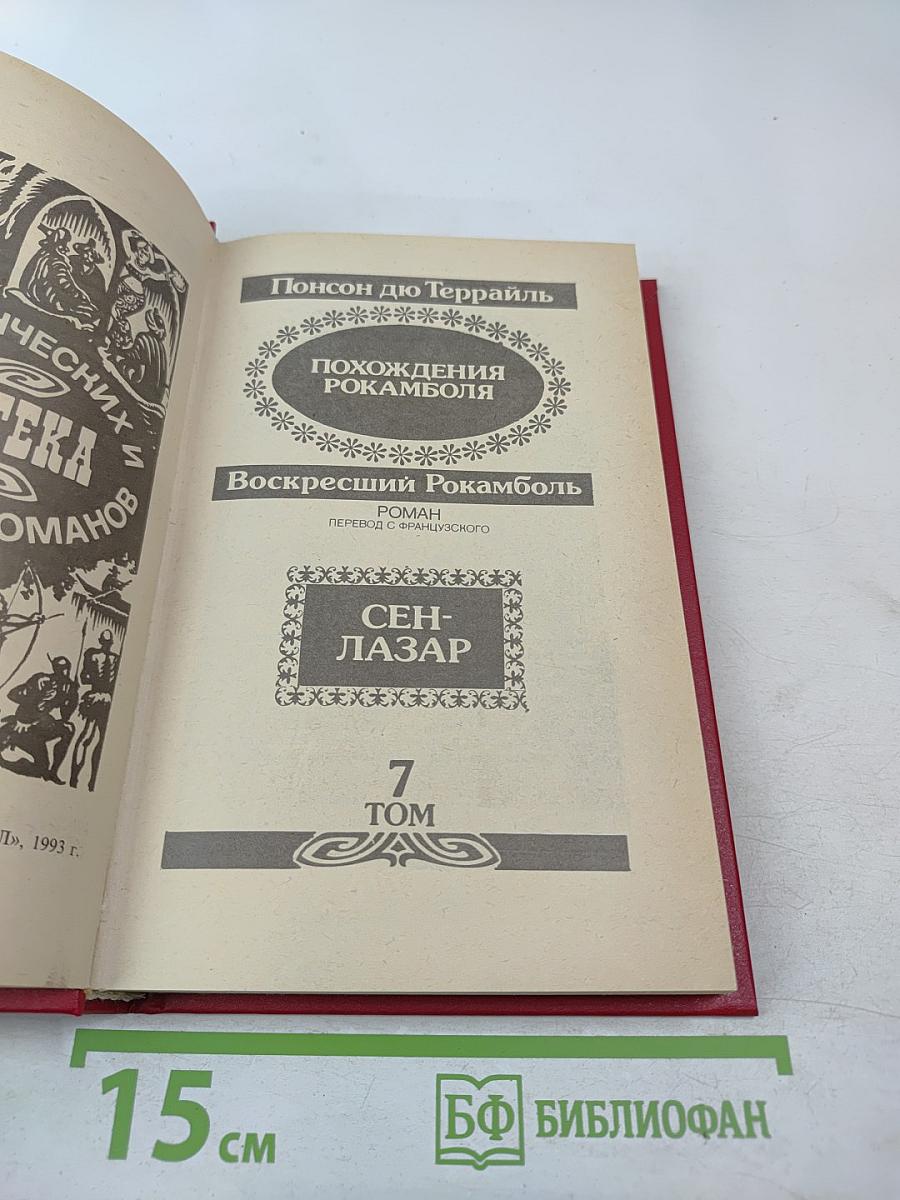 Понсон дю Террайль
ПОХОЖДЕНИЯ
РОКАМБОЛЯ
Воскресший Рокамболь
РОМАН
ПЕРЕВОД С ФРАНЦУЗСКОГО
СЕН-
ЛАЗАР
7
ТОМ
1993 г.
15 см
БФ БИБЛИОФАН